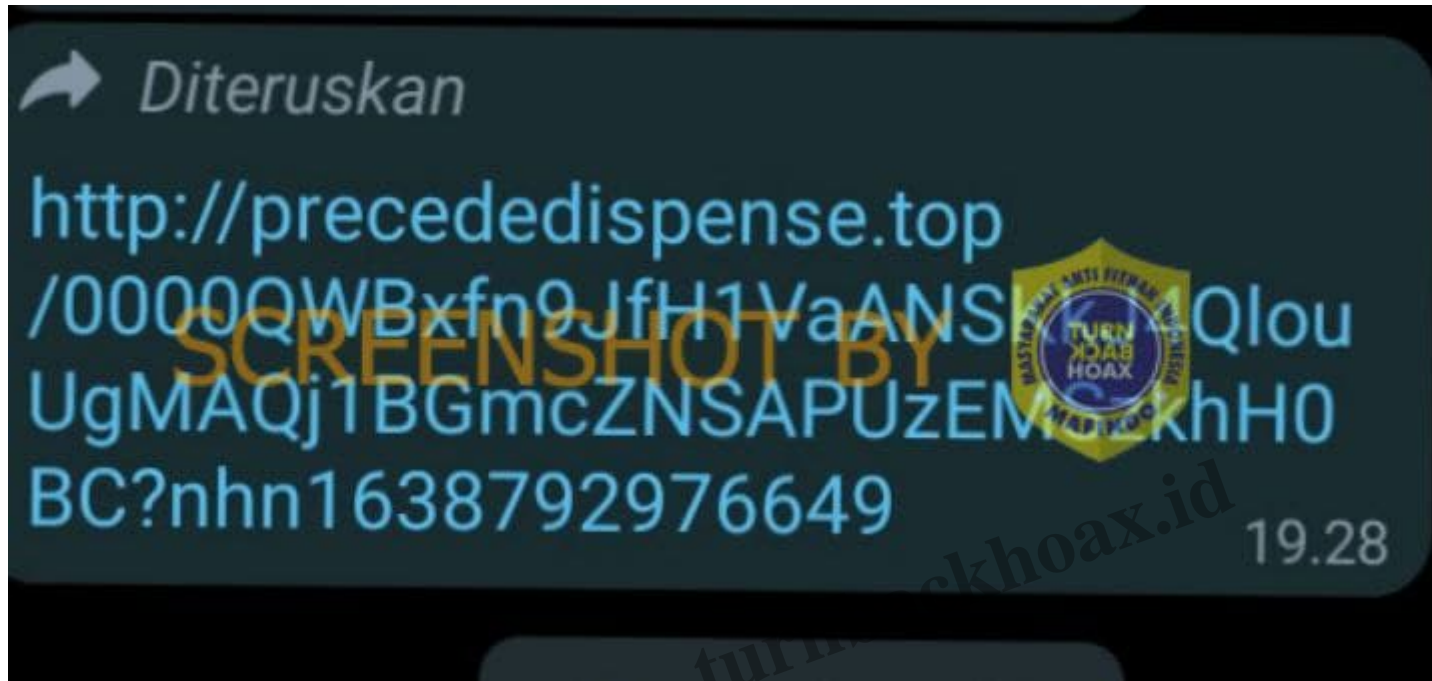 Diteruskan
http://precededispense.top
/0000QWBxfn9JfH1VaANS Qlou
SCREENSHOT BY
TURN
BACK
HOAX
UgMAQj1BGmcZNSAPUzEM khH0
BC?nhn1638792976649
19.28